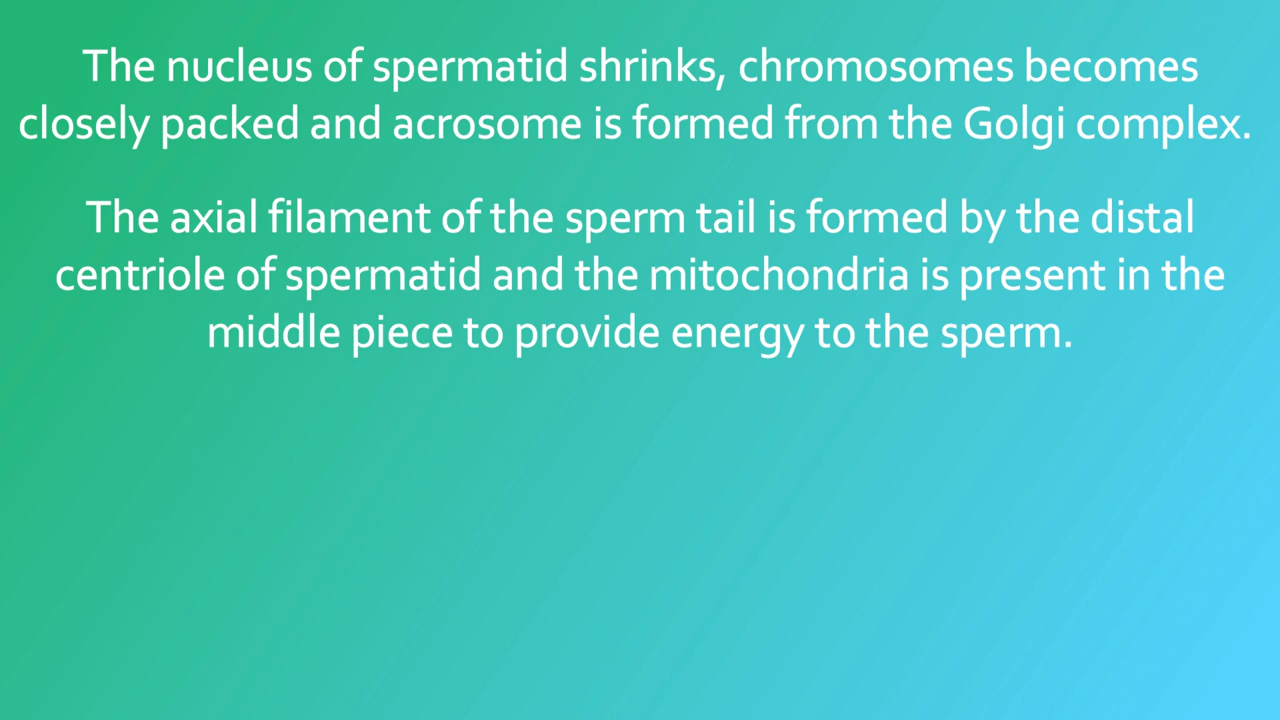 The nucleus of spermatid shrinks, chromosomes becomes
closely packed and acrosome is formed from the Golgi complex.
The axial filament of the sperm tail is formed by the distal
centriole of spermatid and the mitochondria is present in the
middle piece to provide energy to the sperm.